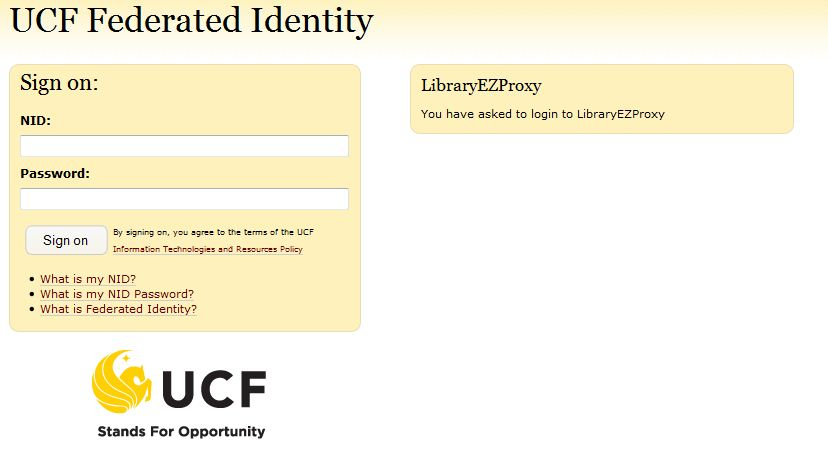 UCF Federated Identity
Sign on:
NID:
Password:
Sign on
By signing on, you agree to the terms of the UCF
Information Technologies and Resources Policy
What is my NID?
What is my NID Password?
What is Federated Identity?
LibraryEZProxy
You have asked to login to LibraryEZProxy
UCF
Stands For Opportunity